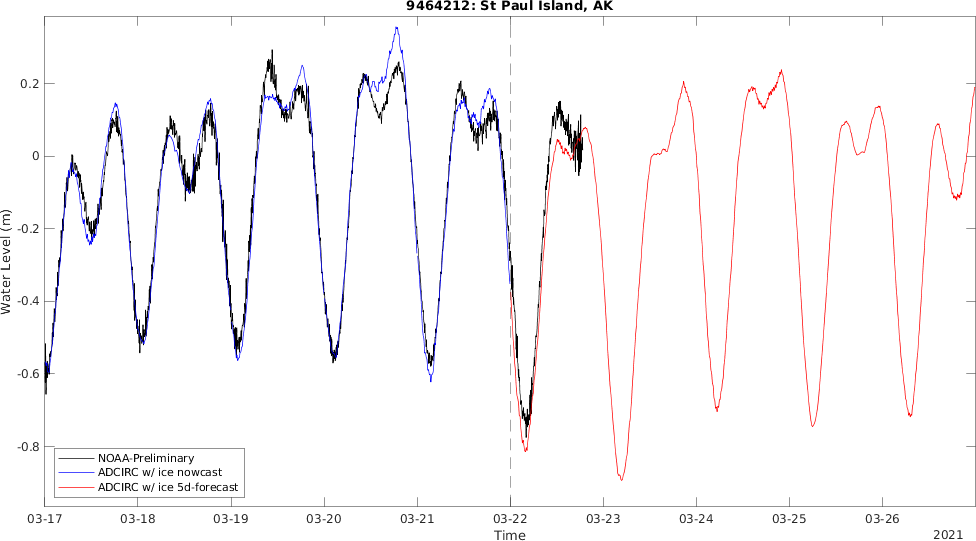 9464212: St Paul Island, AK
Water Level (m)
0.2
0
-0.2
-0.4
-0.6
-0.8
NOAA-Preliminary
ADCIRC w/ ice nowcast
ADCIRC w/ ice 5d-forecast
03-17 03-18 03-19 03-20 03-21 03-22 03-23 03-24 03-25 03-26
Time
2021